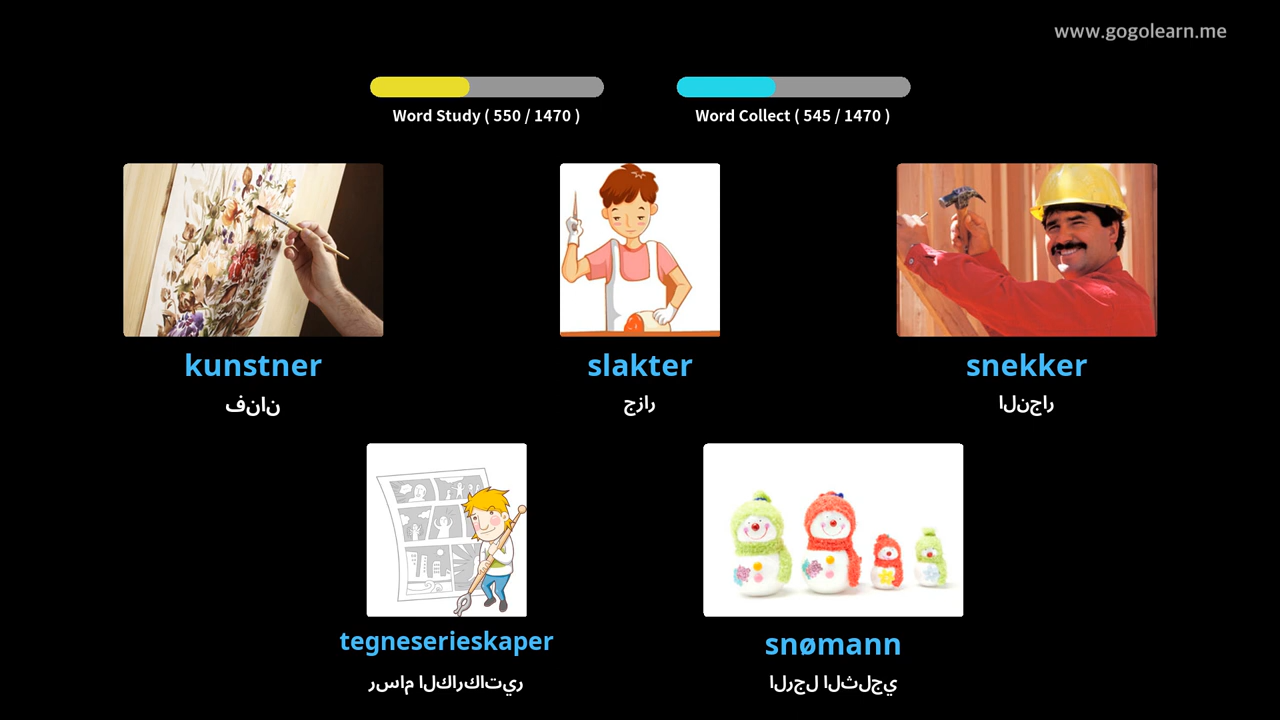 www.gogolearn.me
Word Study ( 550 / 1470 )
Word Collect ( 545 / 1470 )
kunstner
slakter
snekker
فنان
جزار
النجار
tegneserieskaper
snømann
رسام الكاركاتير
الرجل الثلجي